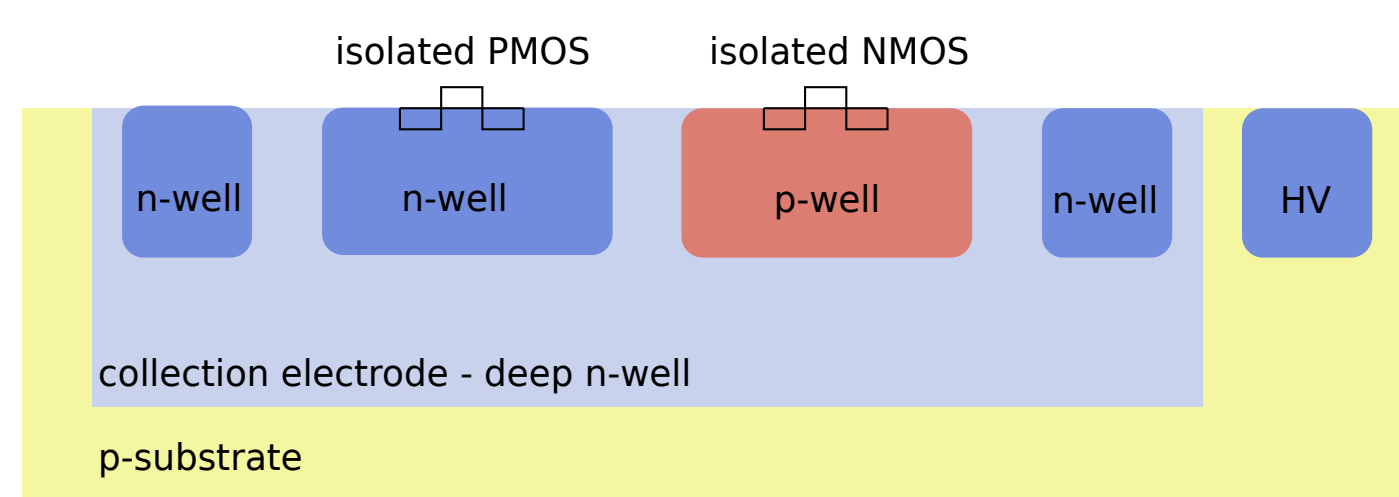 isolated PMOS
isolated NMOS
n-well
n-well
p-well
n-well
HV
collection electrode - deep n-well
p-substrate